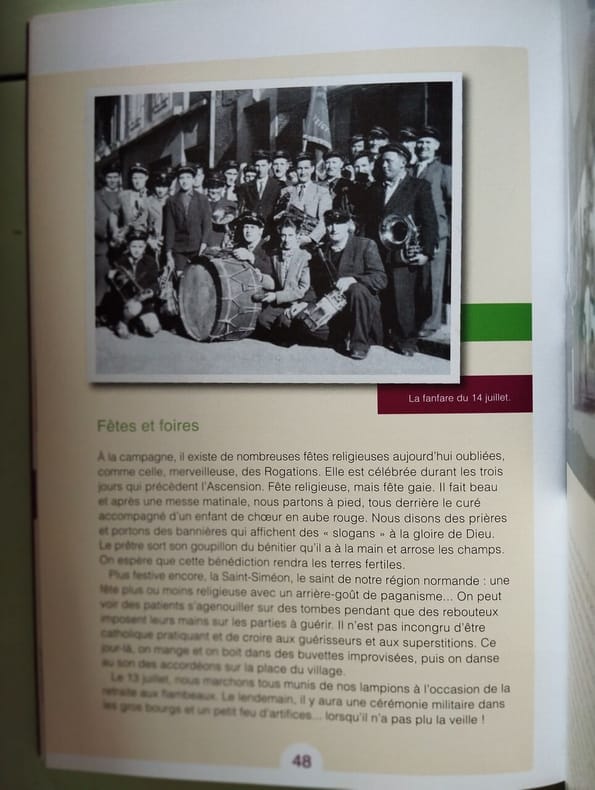 La fanfare du 14 juillet.
Fêtes et foires
À la campagne, il existe de nombreuses fêtes religieuses aujourd'hui oubliées,
comme celle, merveilleuse, des Rogations. Elle est célébrée durant les trois
jours qui précèdent l'Ascension. Fête religieuse, mais fête gaie. Il fait beau
et après une messe matinale, nous partons à pied, tous derrière le curé
accompagné d'un enfant de chœur en aube rouge. Nous disons des prières
et portons des bannières qui affichent des « slogans » à la gloire de Dieu.
Le prêtre sort son goupillon du bénitier qu'il a à la main et arrose les champs.
On espère que cette bénédiction rendra les terres fertiles.
Plus festive encore, la Saint-Siméon, le saint de notre région normande : une
fête plus ou moins religieuse avec un arrière-goût de paganisme... On peut
voir des patients s'agenouiller sur des tombes pendant que des rebouteux
imposent leurs mains sur les parties à guérir. Il n'est pas incongru d'être
catholique pratiquant et de croire aux guérisseurs et aux superstitions. Ce
jour-là, on mange et on boit dans des buvettes improvisées, puis on danse
au son des accordéons sur la place du village.
Le 13 juillet, nous marchons tous munis de nos lampions à l'occasion de la
retraite aux flambeaux. Le lendemain, il y aura une cérémonie militaire dans
les gros bourgs et un petit feu d'artifices... lorsqu'il n'a pas plu la veille !
48